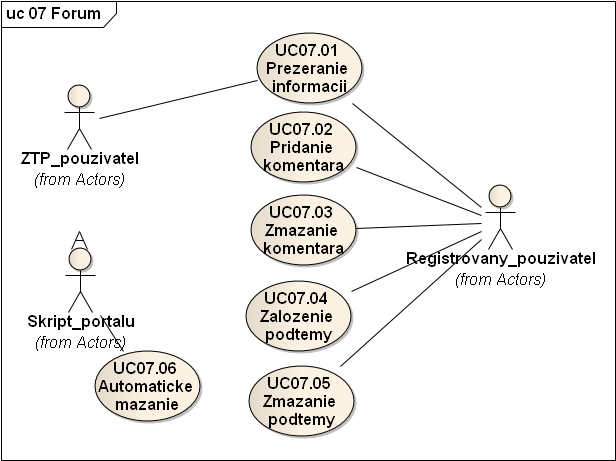 uc 07 Forum
UC07.01
Prezeranie
informacii
ZTP_pouzivatel
(from Actors)
UC07.02
Pridanie
komentara
UC07.03
Zmazanie
komentara
Registrovany_pouzivatel
(from Actors)
Skript_portalu
(from Actors)
UC07.04
Zalozenie
podtemy
UC07.06
Automaticke
mazanie
UC07.05
Zmazanie
podtemy